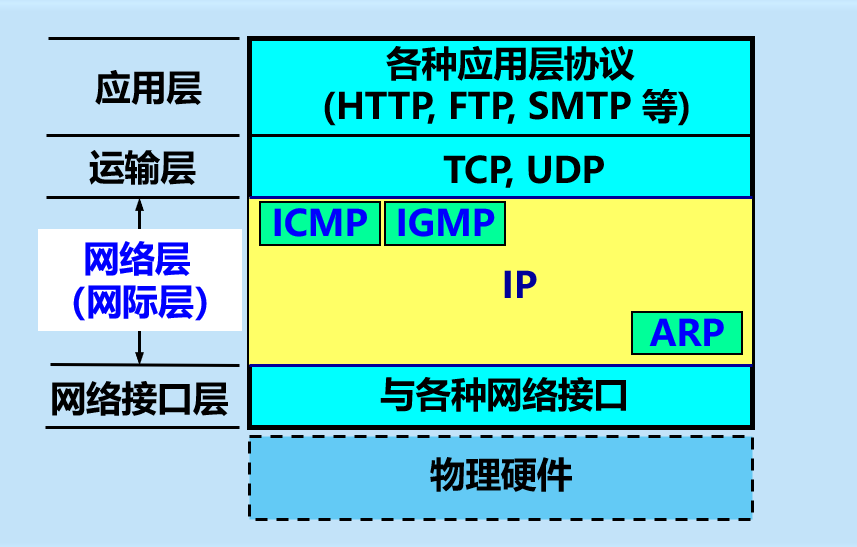 应用层
各种应用层协议
(HTTP, FTP, SMTP 等)
运输层
TCP, UDP
ICMP
IGMP
网络层
(网际层)
IP
ARP
网络接口层
与各种网络接口
物理硬件